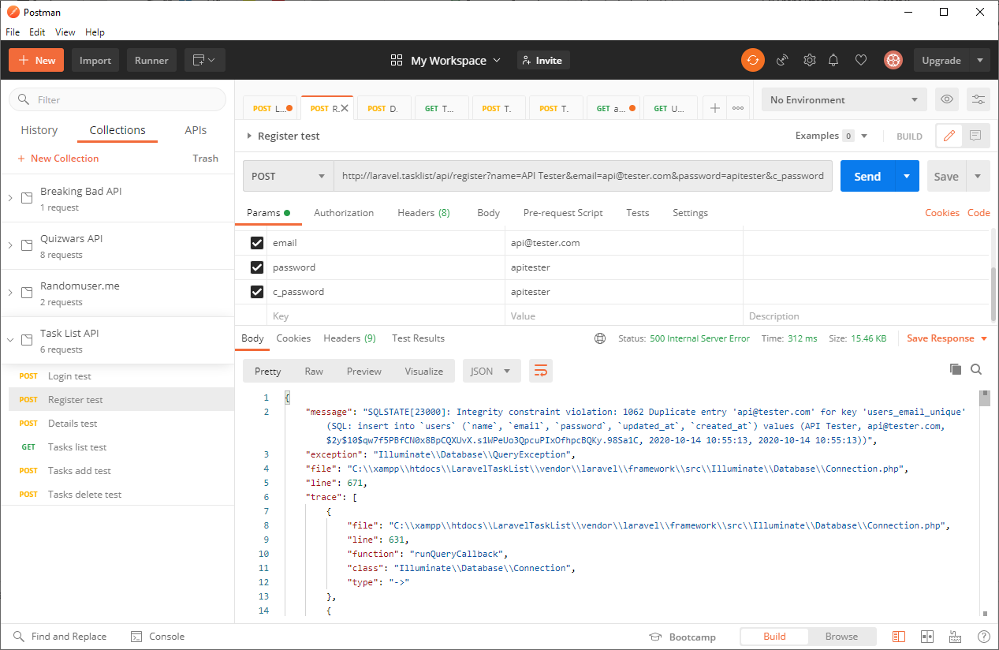 Postman
File Edit View Help
New Import Runner My Workspace Invite Upgrade
Filter
History Collections APIs
New Collection Trash
Breaking Bad API
1 request
Quizwars API
8 requests
Randomuser.me
2 requests
Task List API
6 requests
POST Login test
POST Register test
POST Details test
GET Tasks list test
POST Tasks add test
POST Tasks delete test
POST L... POST R. POST D. GET T... POST T. POST T. GET a... GET U... No Environment
Register test Examples 0 BUILD
POST http://laravel.tasklist/api/register?name=API Tester&email=api@tester.com&password=apitester&c_password Send Save
Params Authorization Headers (8) Body Pre-request Script Tests Settings Cookies Code
email api@tester.com
password apitester
c_password apitester
Key Value Description
Body Cookies Headers (9) Test Results Status: 500 Internal Server Error Time: 312 ms Size: 15.46 KB Save Response
Pretty Raw Preview Visualize JSON
1 {
2 "message": "SQLSTATE[23000]: Integrity constraint violation: 1062 Duplicate entry 'api@tester.com' for key 'users_email_unique'
(SQL: insert into `users` (`name`, `email`, `password`, `updated_at`, `created_at`) values (API Tester, api@tester.com,
$2y$10$qw7f5PBfCN0x8BpCQXUvX.s1WPeUo3QpcuPIxOfhpcBQKy.98Sa1C, 2020-10-14 10:55:13, 2020-10-14 10:55:13))",
3 "exception": "Illuminate\\Database\\QueryException",
4 "file": "C:\\xampp\\htdocs\\LaravelTaskList\\vendor\\laravel\\framework\\src\\Illuminate\\Database\\Connection.php",
5 "line": 671,
6 "trace": [
7 {
8 "file": "C:\\xampp\\htdocs\\LaravelTaskList\\vendor\\laravel\\framework\\src\\Illuminate\\Database\\Connection.php",
9 "line": 631,
10 "function": "runQueryCallback",
11 "class": "Illuminate\\Database\\Connection",
12 "type": "->"
13 },
14 {
Find and Replace Console Bootcamp Build Browse